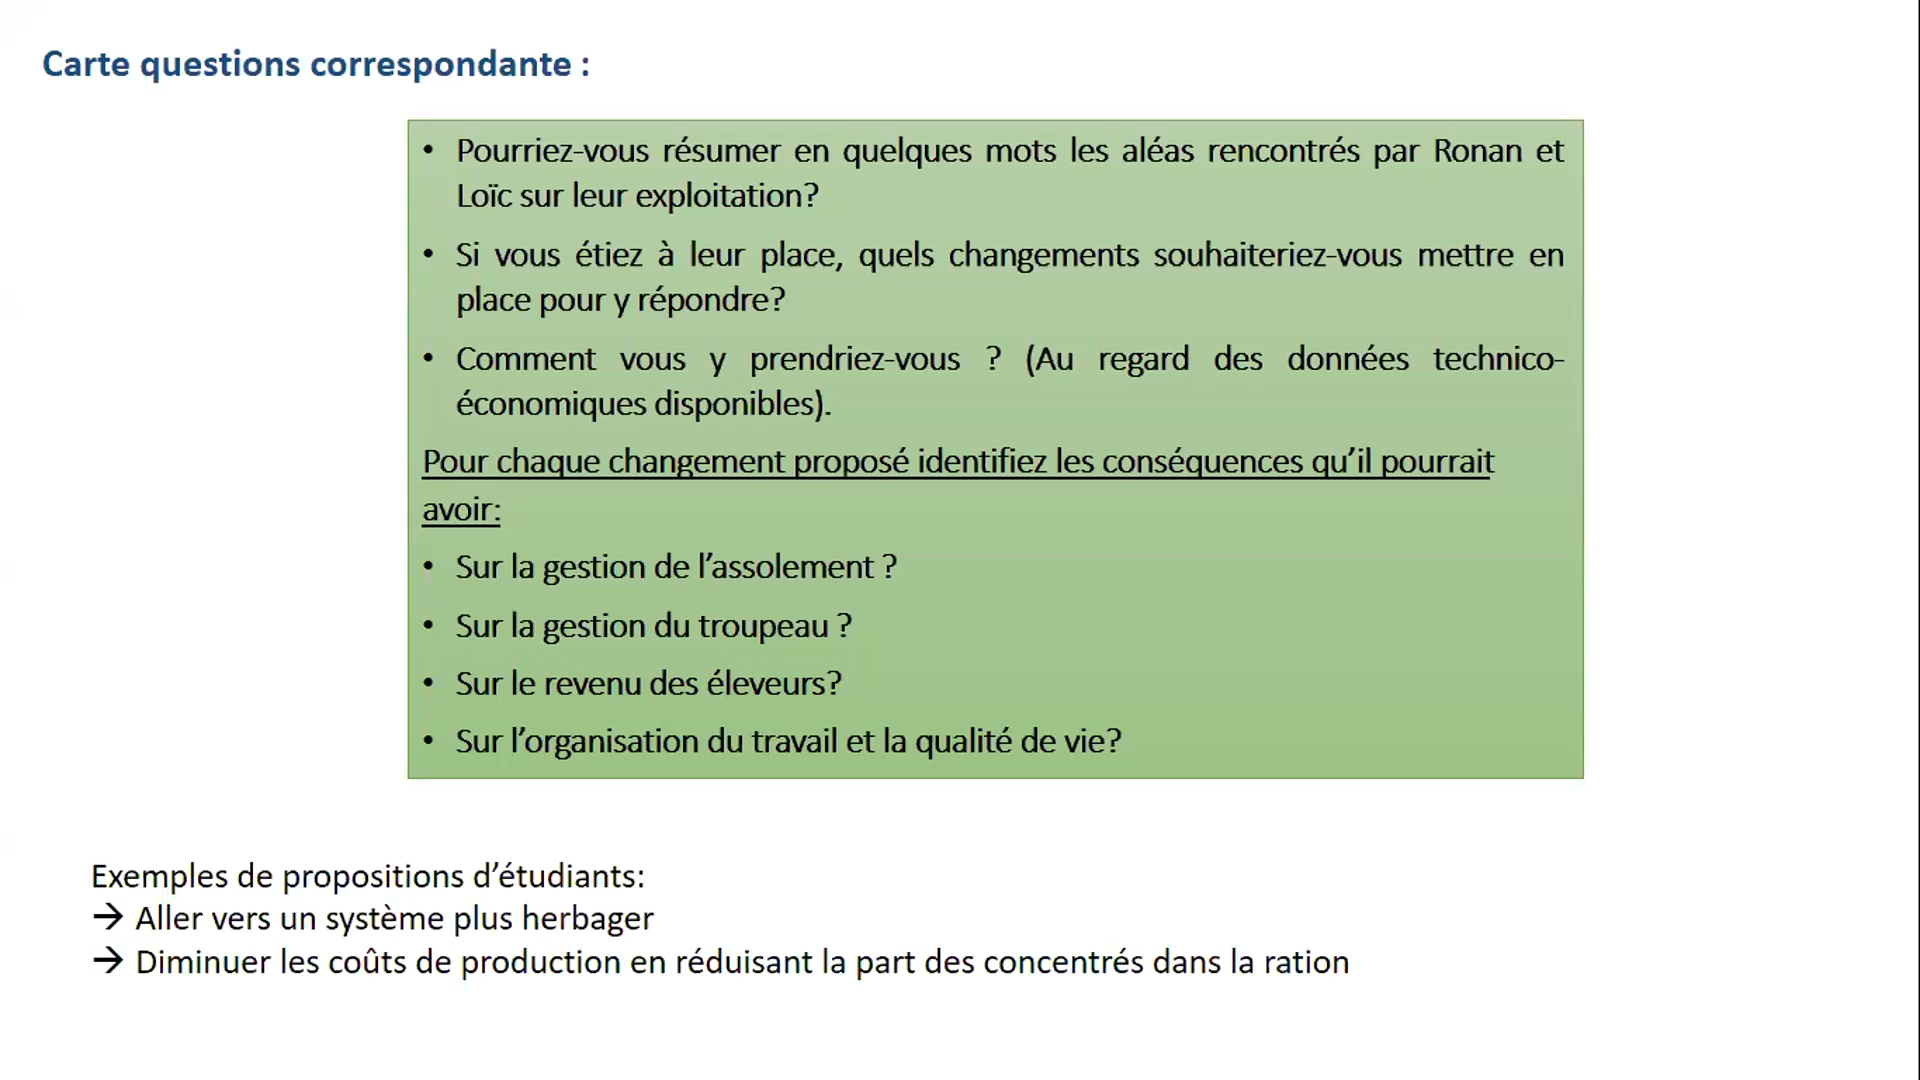 Carte questions correspondante :
• Pourriez-vous résumer en quelques mots les aléas rencontrés par Ronan et
Loïc sur leur exploitation?
• Si vous étiez à leur place, quels changements souhaiteriez-vous mettre en
place pour y répondre?
• Comment vous y prendriez-vous ? (Au regard des données technico-
économiques disponibles).
Pour chaque changement proposé identifiez les conséquences qu’il pourrait
avoir:
• Sur la gestion de l’assolement ?
• Sur la gestion du troupeau ?
• Sur le revenu des éleveurs?
• Sur l’organisation du travail et la qualité de vie?
Exemples de propositions d’étudiants:
→ Aller vers un système plus herbager
→ Diminuer les coûts de production en réduisant la part des concentrés dans la ration